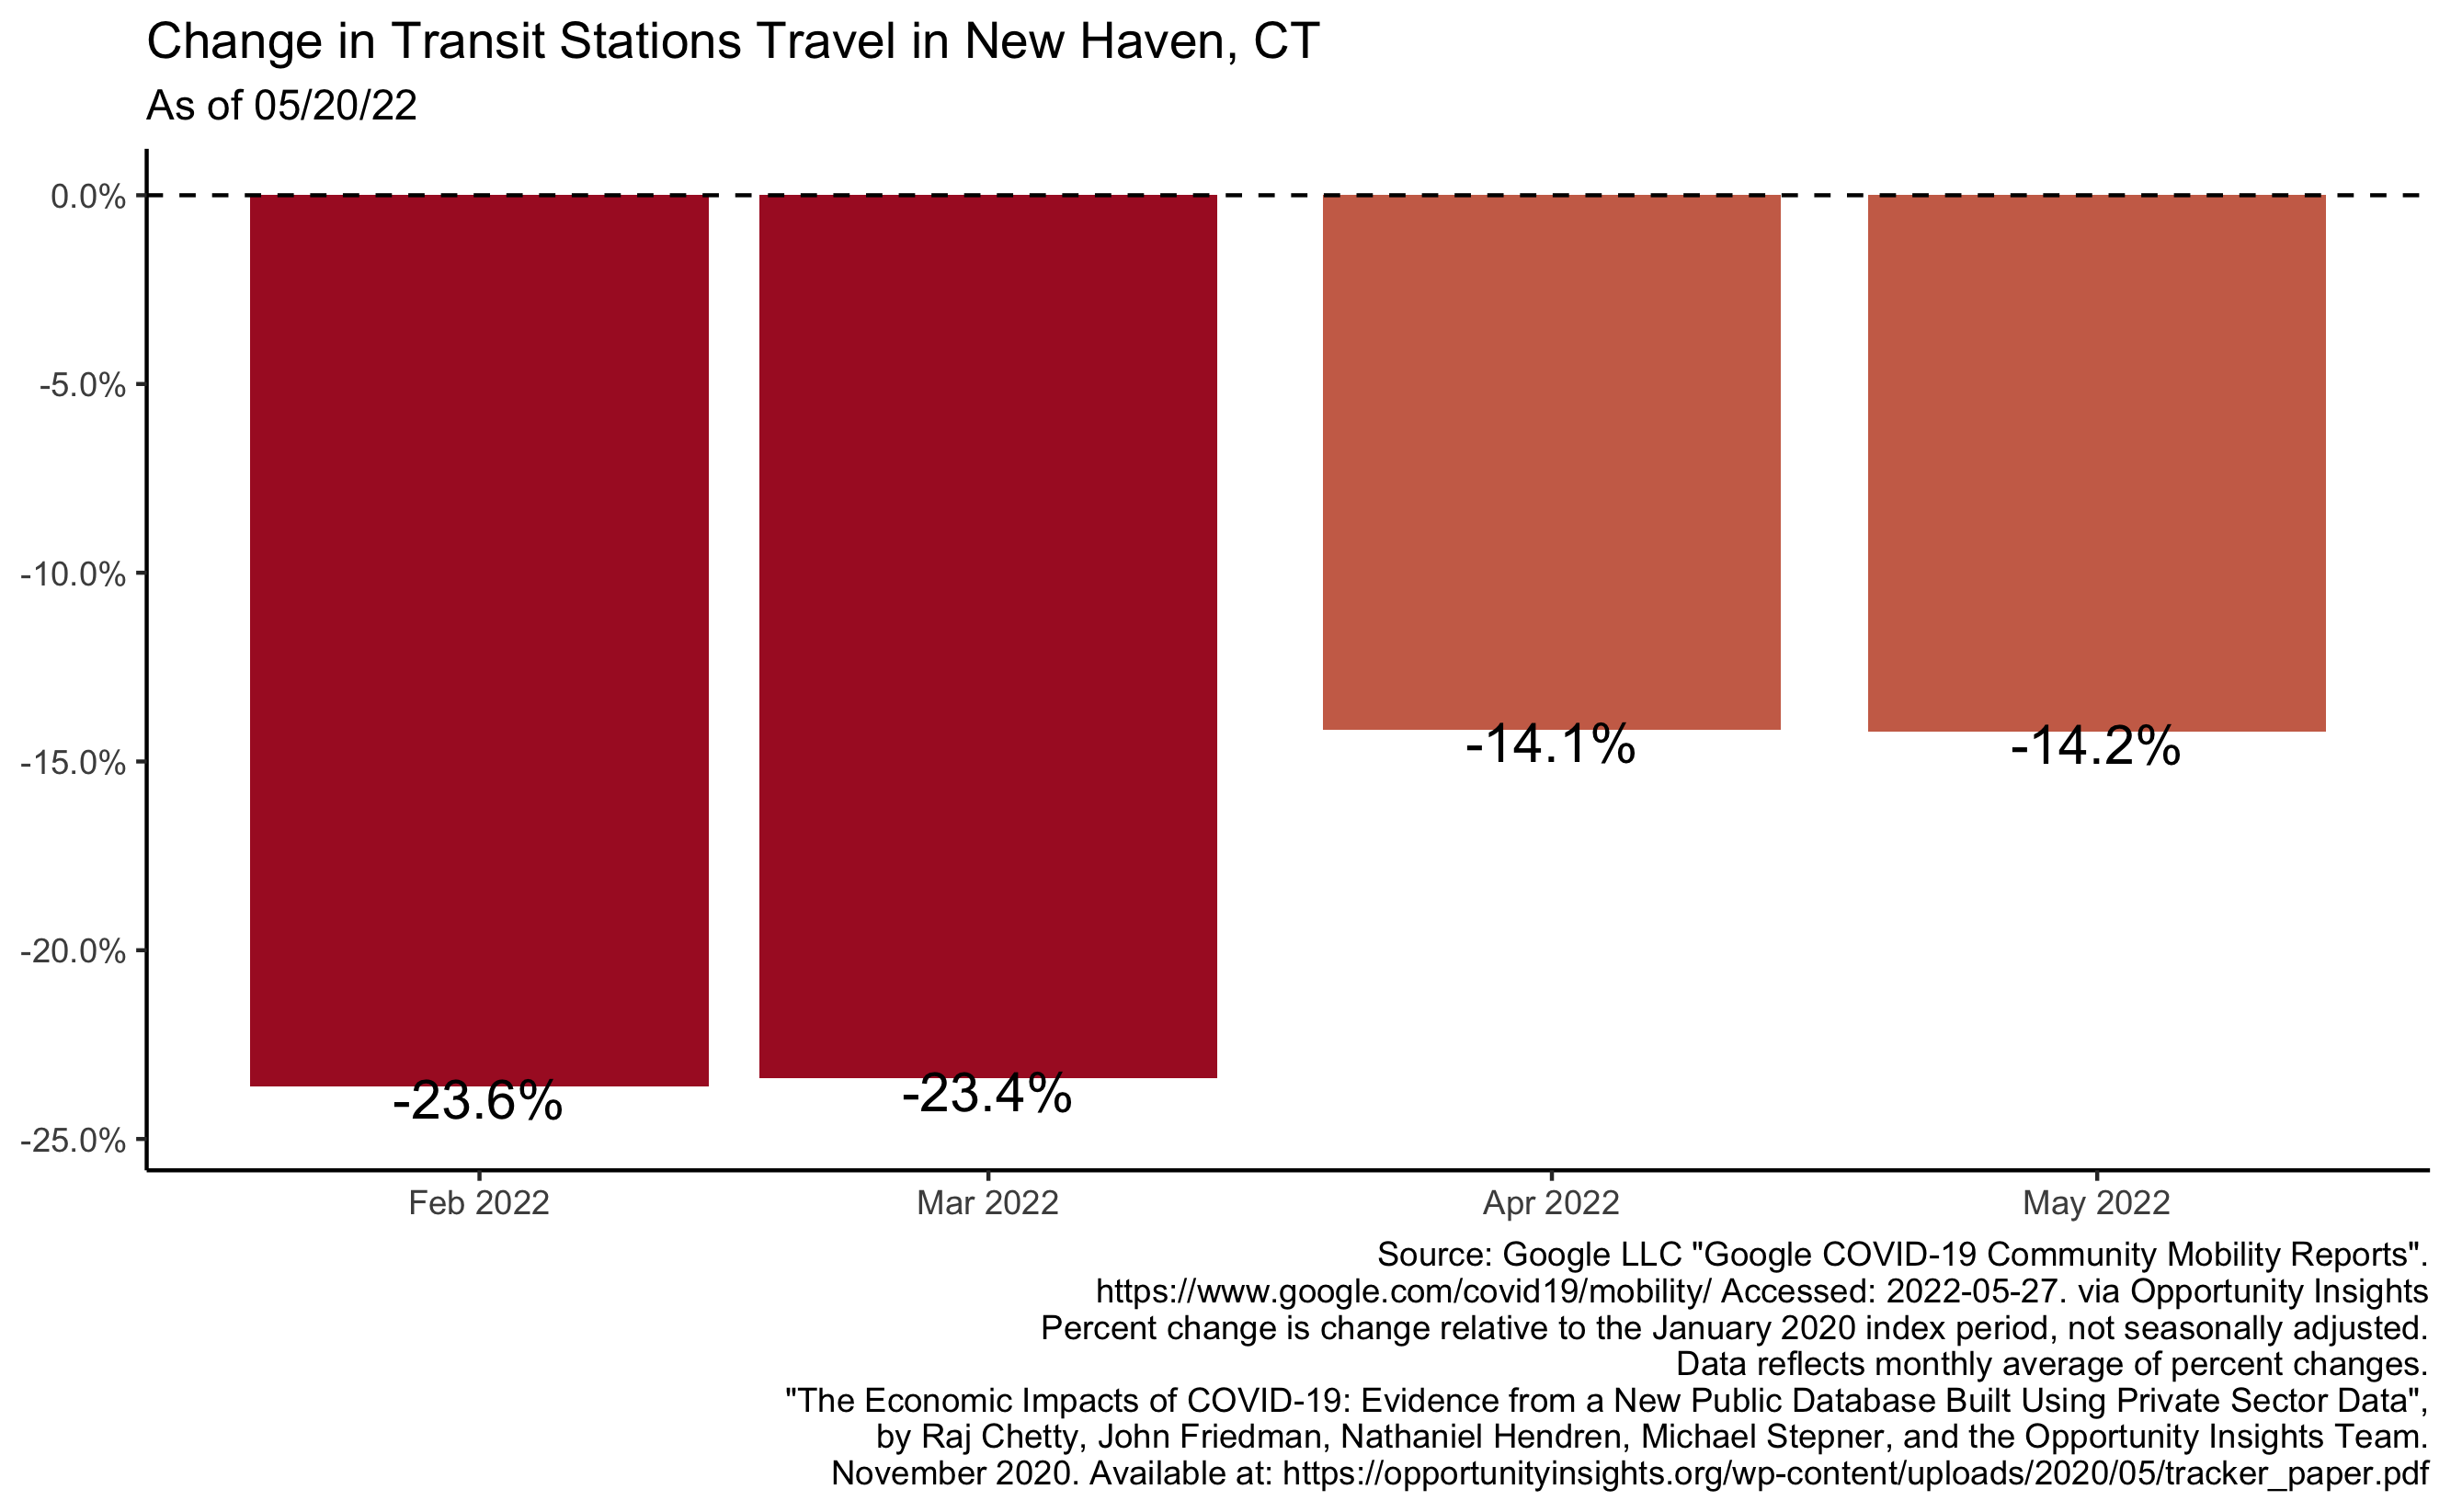 Change in Transit Stations Travel in New Haven, CT
As of 05/20/22
0.0%
-5.0%
-10.0%
-15.0%
-20.0%
-25.0%
-23.6%
-23.4%
-14.1%
-14.2%
Feb 2022
Mar 2022
Apr 2022
May 2022
Source: Google LLC "Google COVID-19 Community Mobility Reports".
https://www.google.com/covid19/mobility/ Accessed: 2022-05-27. via Opportunity Insights
Percent change is change relative to the January 2020 index period, not seasonally adjusted.
Data reflects monthly average of percent changes.
"The Economic Impacts of COVID-19: Evidence from a New Public Database Built Using Private Sector Data",
by Raj Chetty, John Friedman, Nathaniel Hendren, Michael Stepner, and the Opportunity Insights Team.
November 2020. Available at: https://opportunityinsights.org/wp-content/uploads/2020/05/tracker_paper.pdf